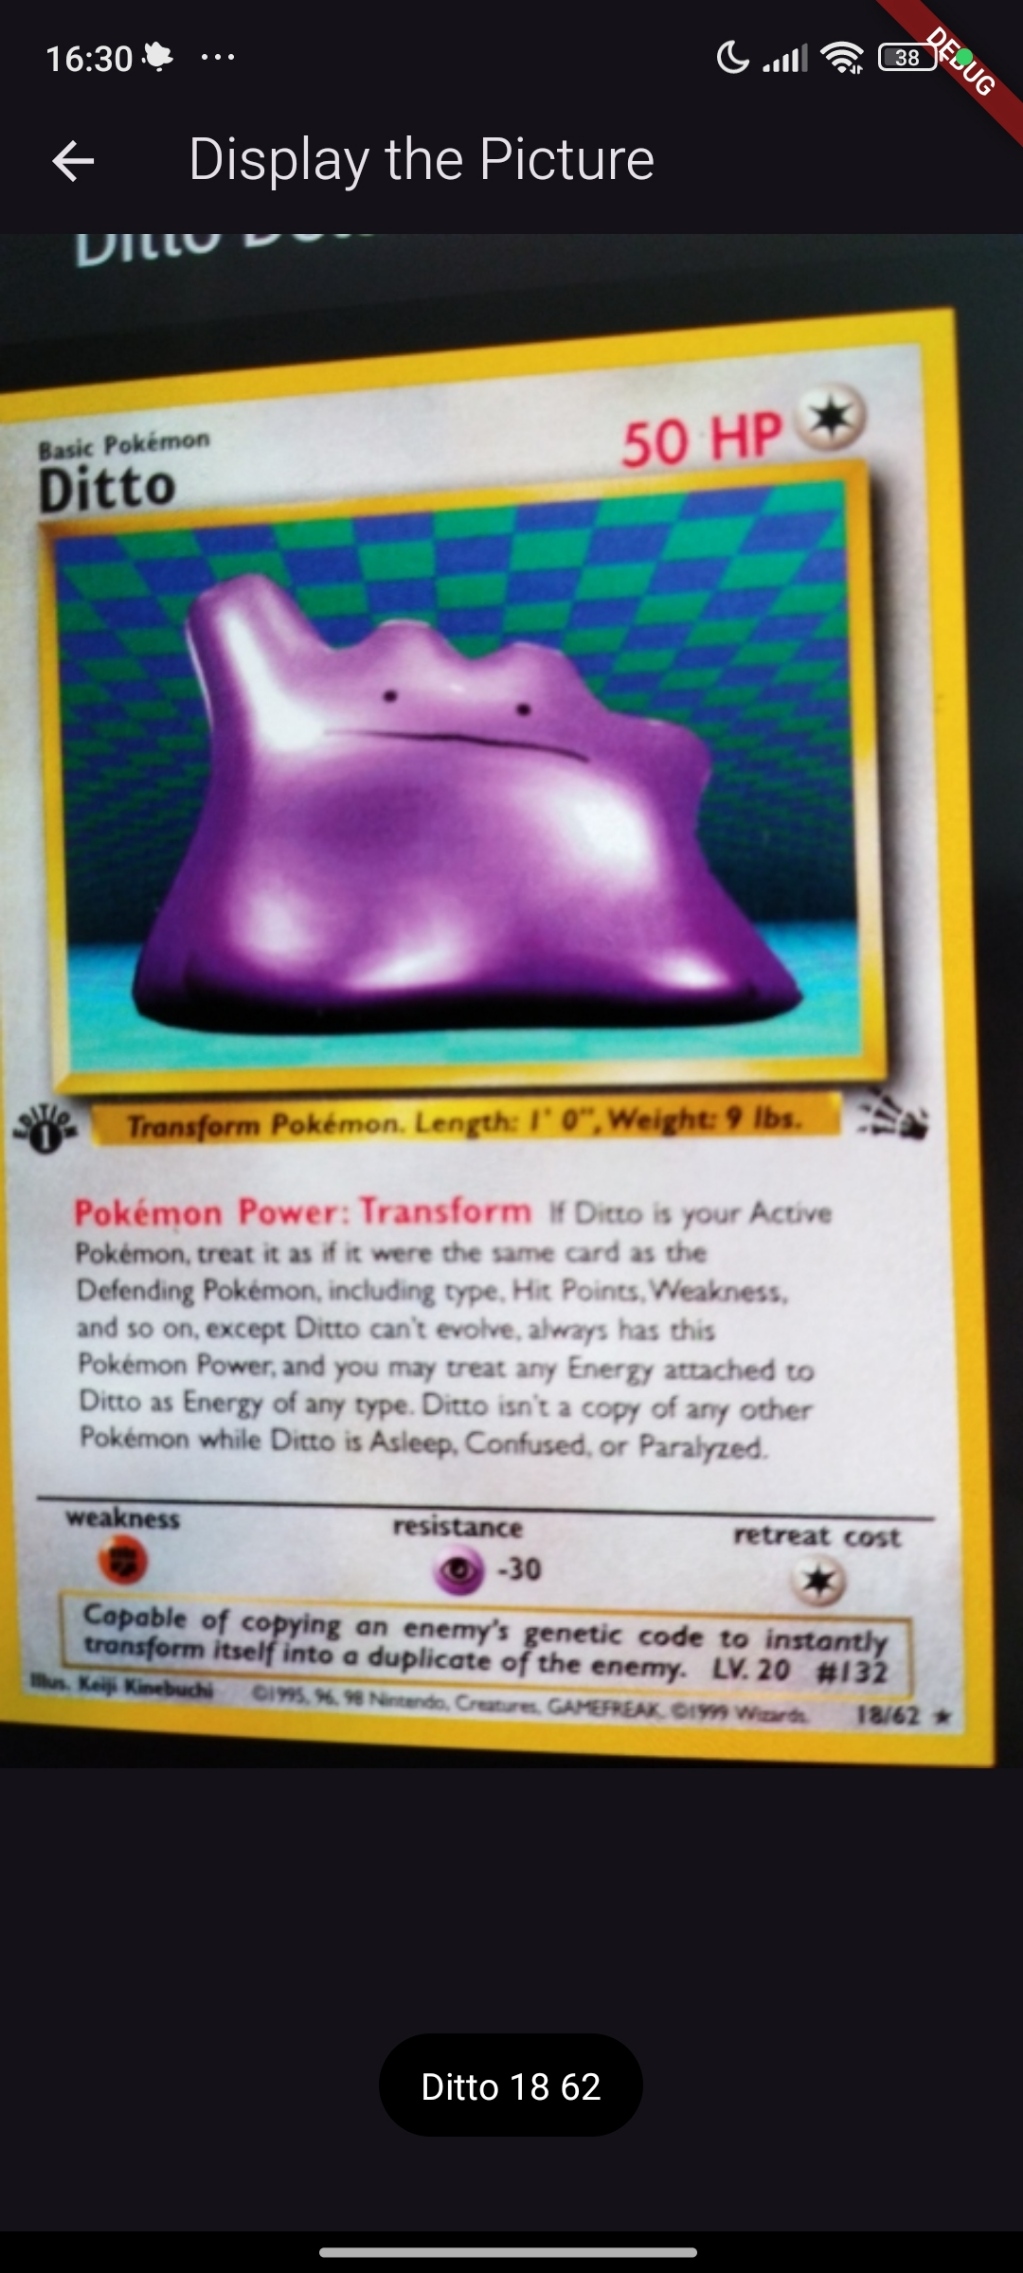 16:30
38
DEBUG
Display the Picture
Ditto
Basic Pokémon
Ditto
50 HP
EDITION
1
Transform Pokémon. Length: 1' 0", Weight: 9 lbs.
Pokémon Power: Transform If Ditto is your Active
Pokémon, treat it as if it were the same card as the
Defending Pokémon, including type, Hit Points, Weakness,
and so on, except Ditto can't evolve, always has this
Pokémon Power, and you may treat any Energy attached to
Ditto as Energy of any type. Ditto isn't a copy of any other
Pokémon while Ditto is Asleep, Confused, or Paralyzed.
weakness
resistance
retreat cost
-30
Capable of copying an enemy's genetic code to instantly
transform itself into a duplicate of the enemy. LV. 20 #132
Illus. Keiji Kinebuchi ©1995, 96, 98 Nintendo, Creatures, GAMEFREAK. ©1999 Wizards. 18/62
Ditto 18 62